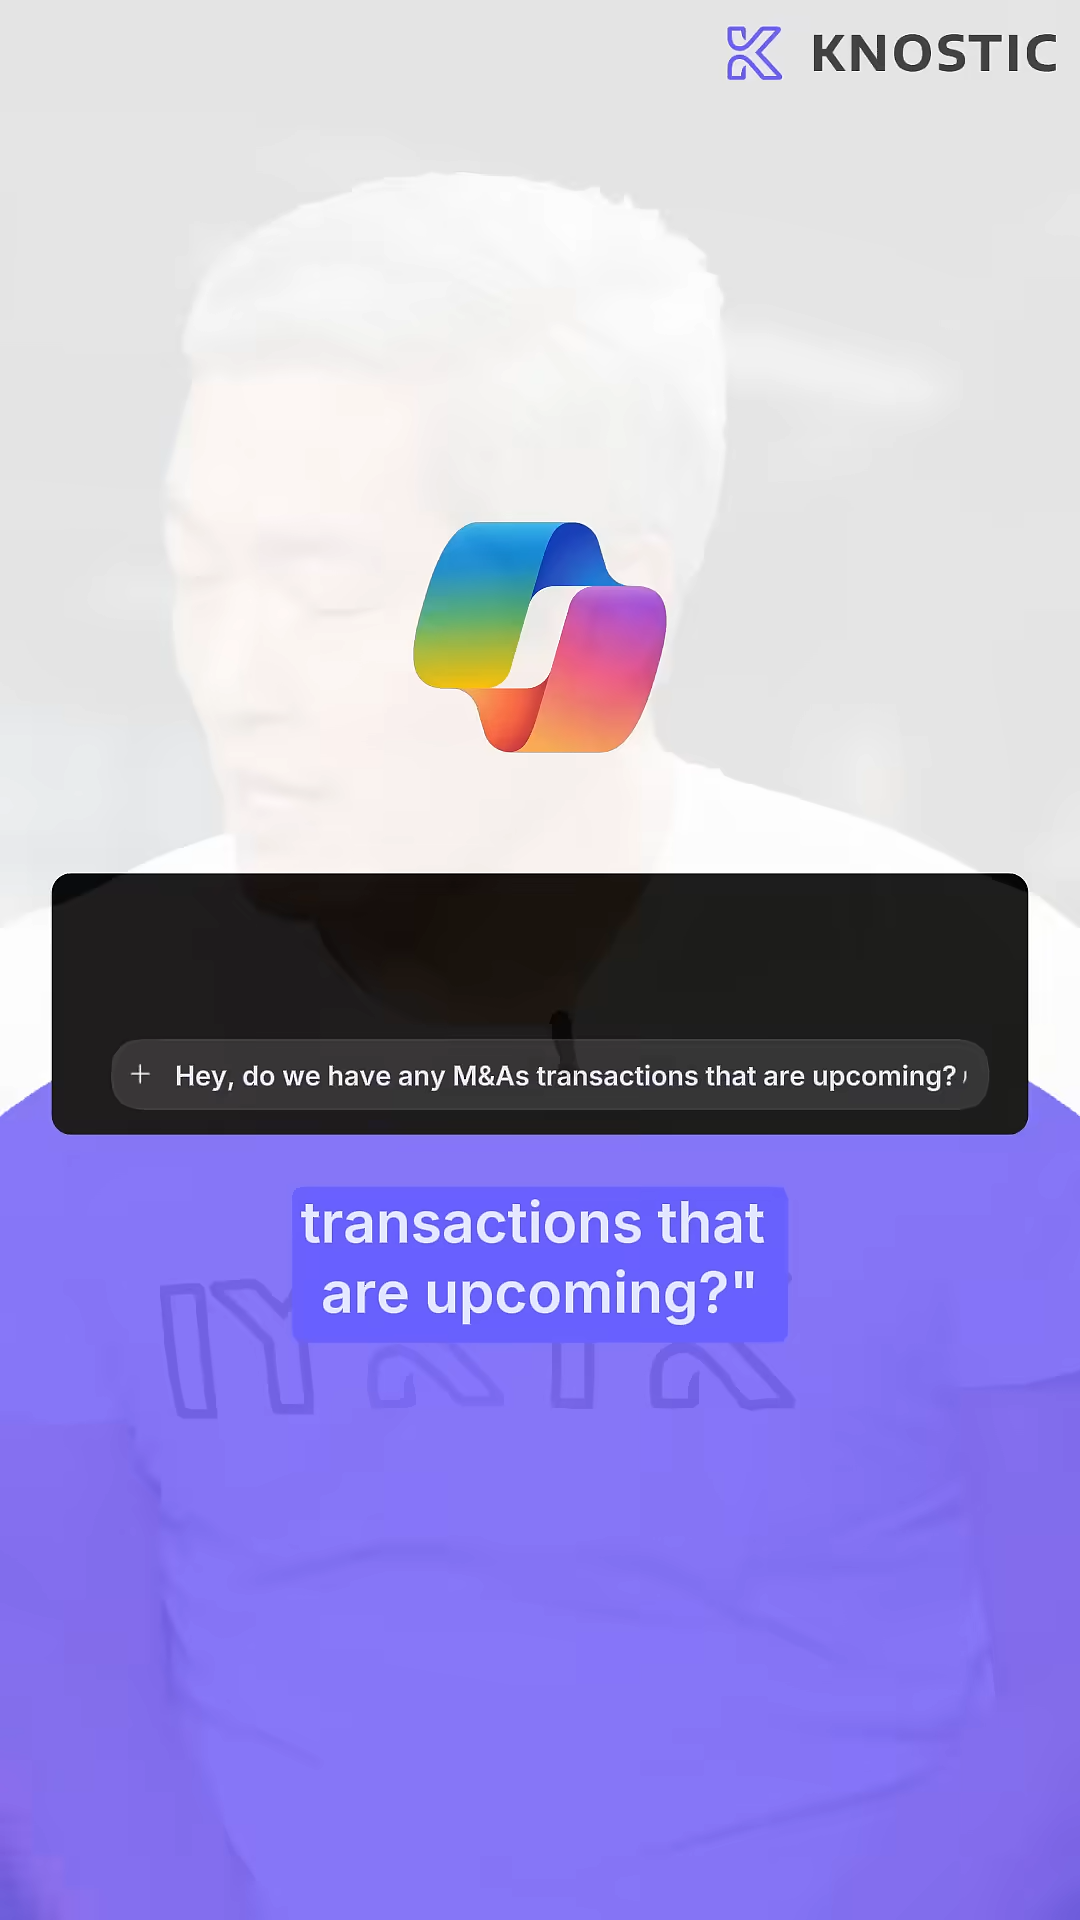 KNOSTIC
Hey, do we have any M&As transactions that are upcoming?
transactions that
are upcoming?"